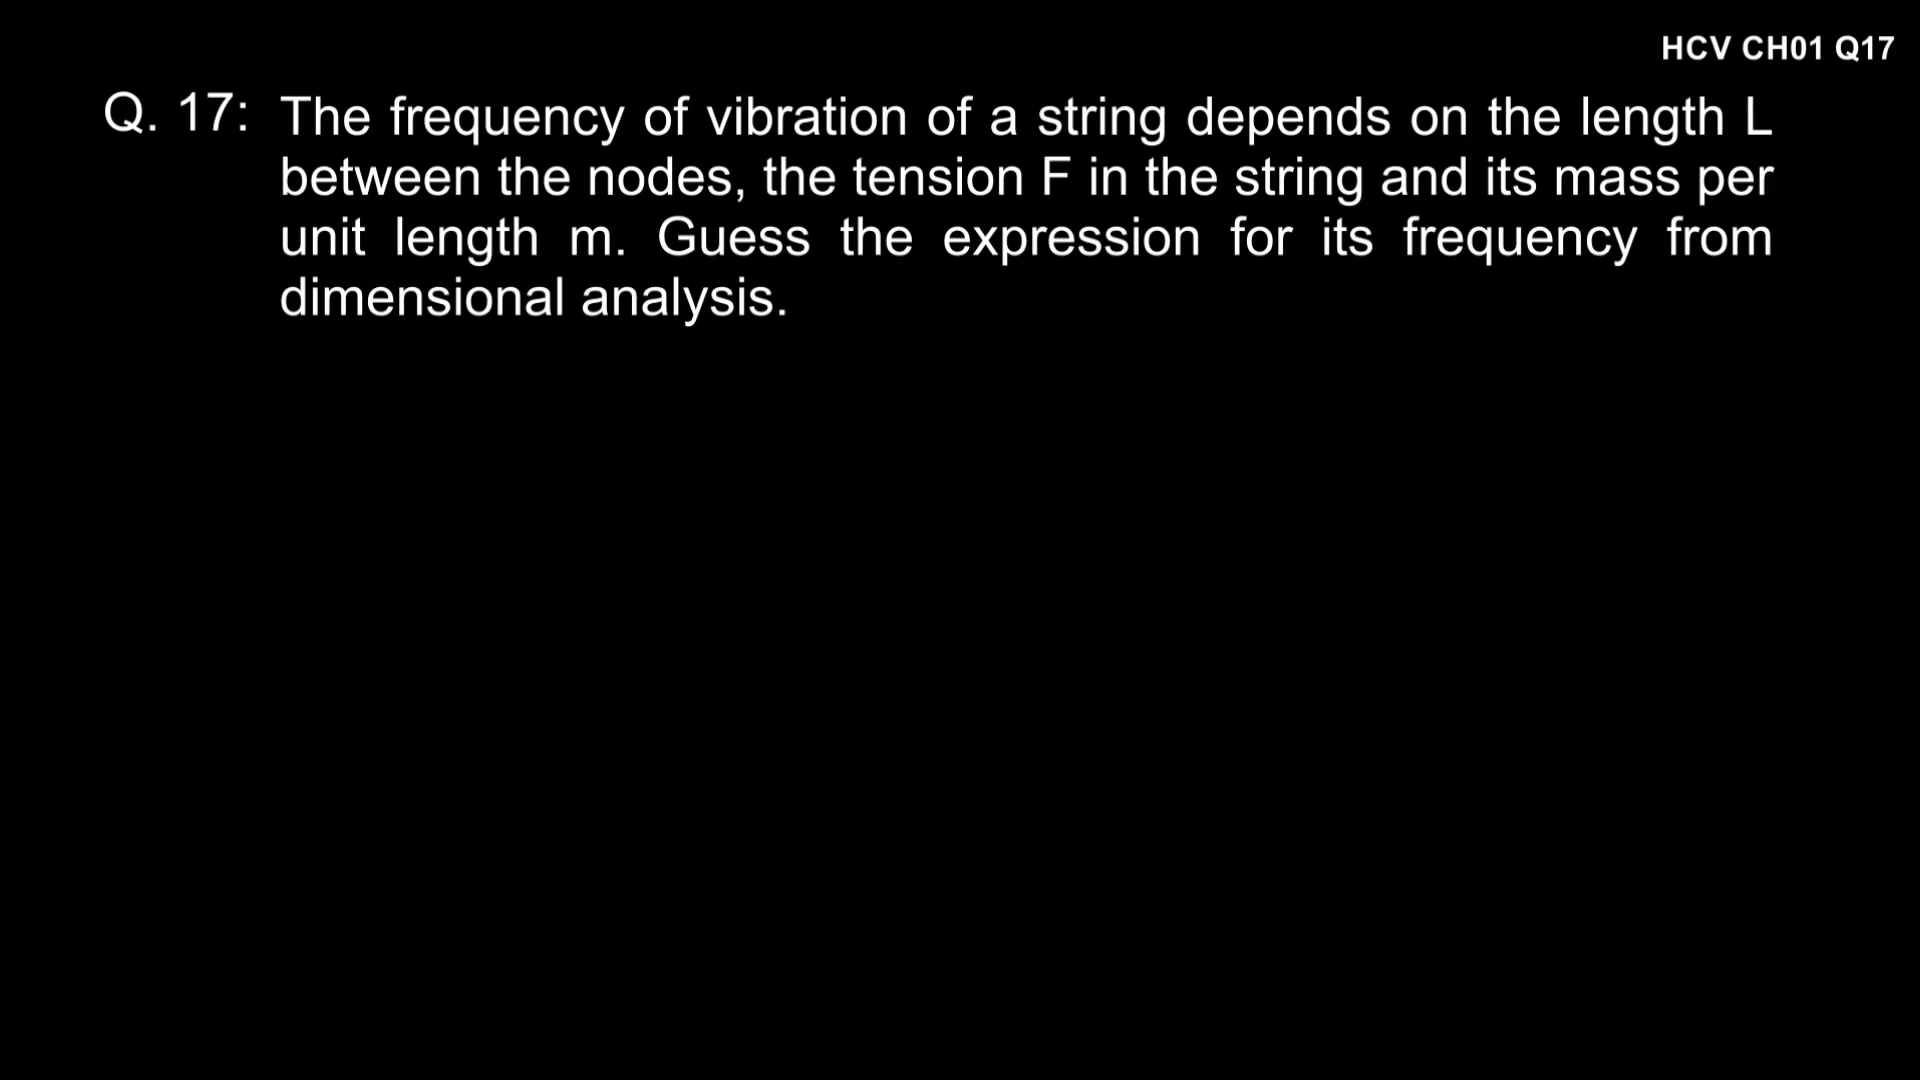 HCV CH01 Q17
Q. 17: The frequency of vibration of a string depends on the length L
between the nodes, the tension F in the string and its mass per
unit length m. Guess the expression for its frequency from
dimensional analysis.